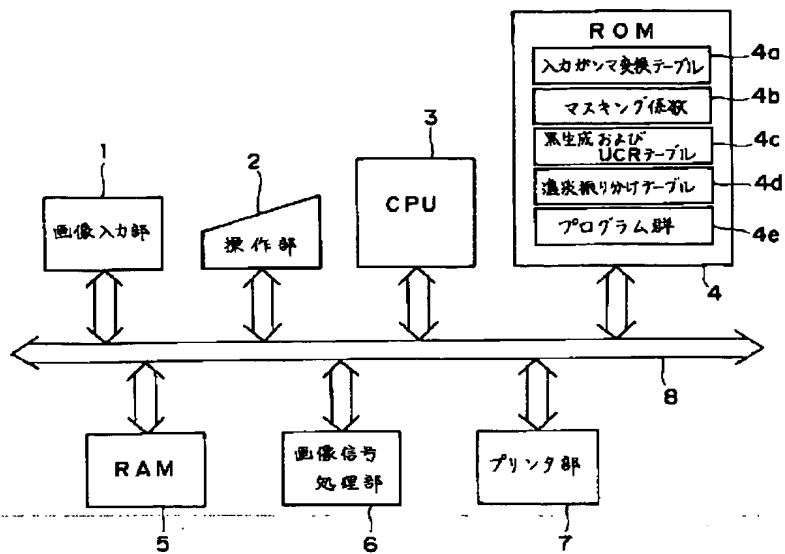 ROM
4a
入力ガンマ変換テーブル
4b
マスキング係数
4c
黒生成および
UCRテーブル
4d
濃淡振り分けテーブル
4e
プログラム群
4
1
画像入力部
2
操作部
3
CPU
8
RAM
5
画像信号
処理部
6
プリンタ部
7